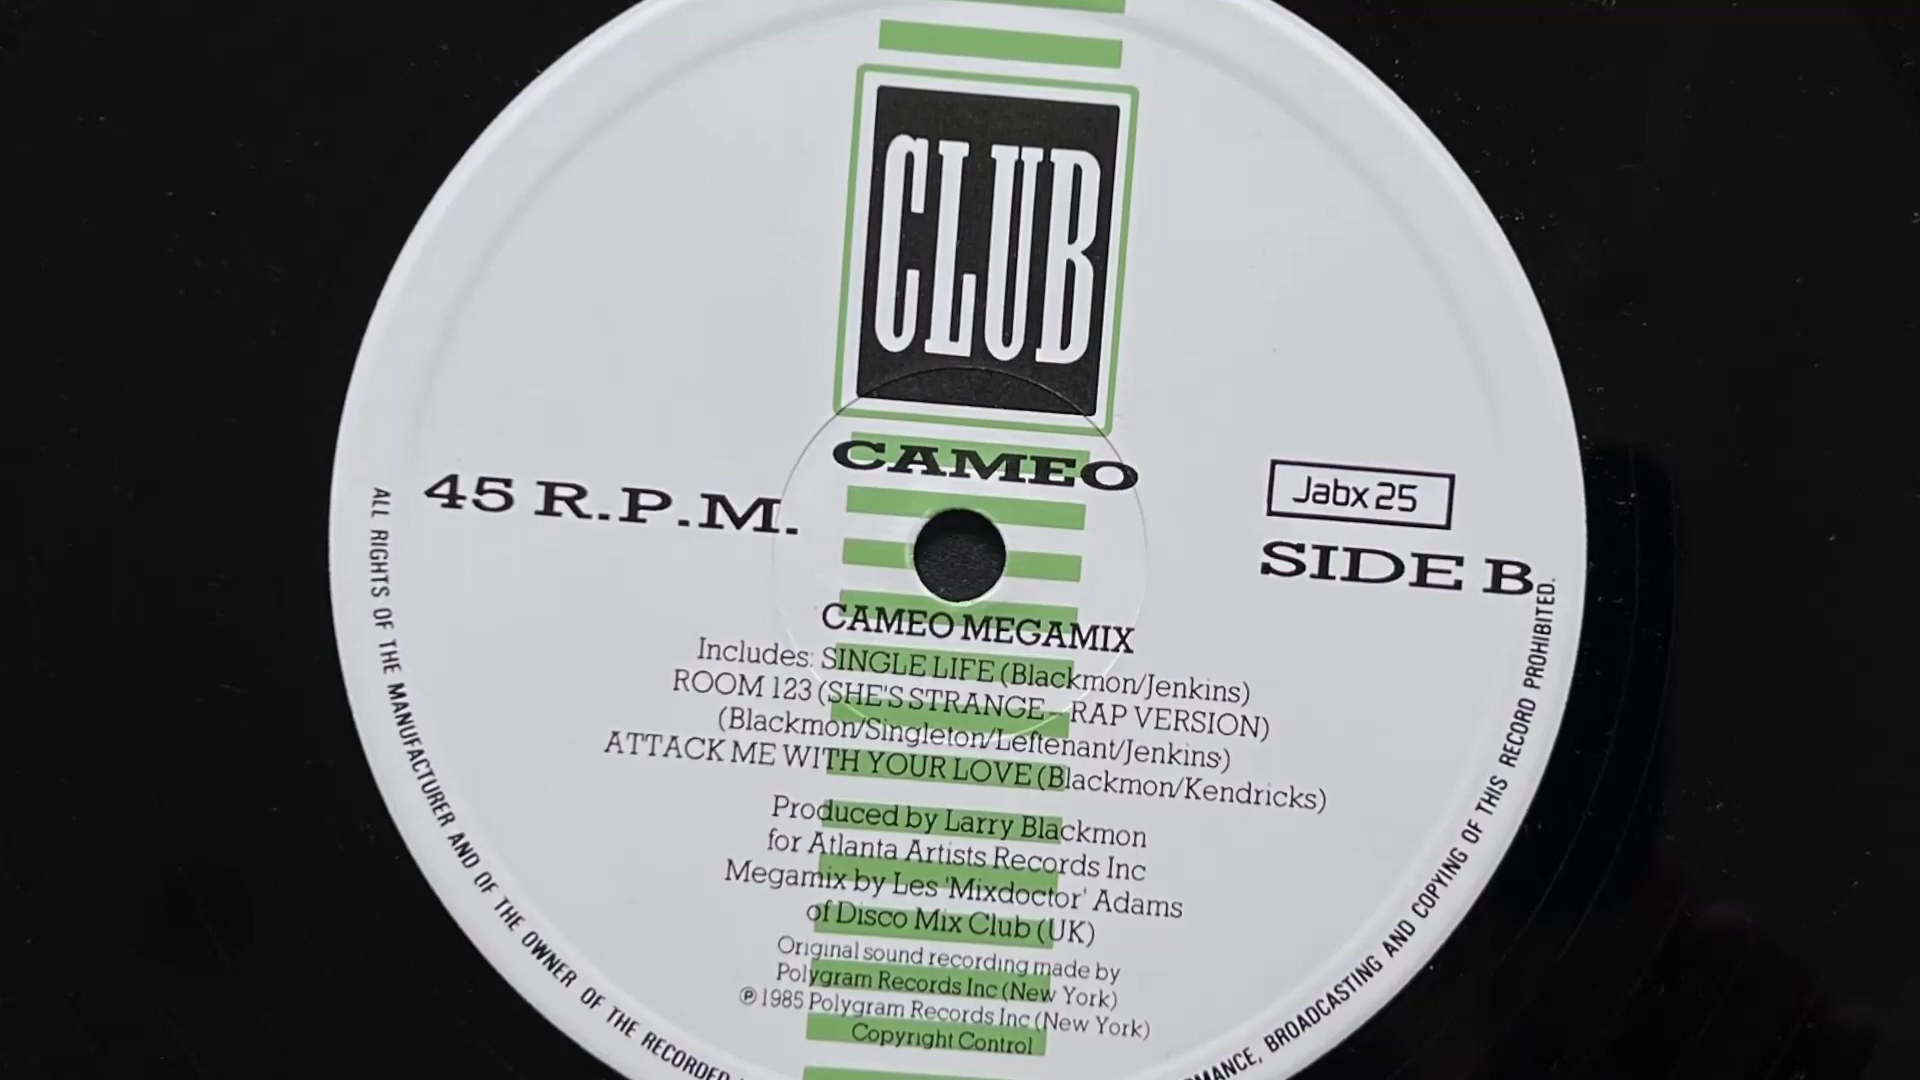 CLUB
CAMEO
45 R.P.M.
Jabx 25
SIDE B
CAMEO MEGAMIX
Includes: SINGLE LIFE (Blackmon/Jenkins)
ROOM 123 (SHE'S STRANGE – RAP VERSION)
(Blackmon/Singleton/Leftenant/Jenkins)
ATTACK ME WITH YOUR LOVE (Blackmon/Kendricks)
Produced by Larry Blackmon
for Atlanta Artists Records Inc
Megamix by Les 'Mixdoctor' Adams
of Disco Mix Club (UK)
Original sound recording made by
Polygram Records Inc (New York)
℗ 1985 Polygram Records Inc (New York)
Copyright Control
ALL RIGHTS OF THE MANUFACTURER AND OF THE OWNER OF THE RECORDED
BROADCASTING AND COPYING OF THIS RECORD PROHIBITED.